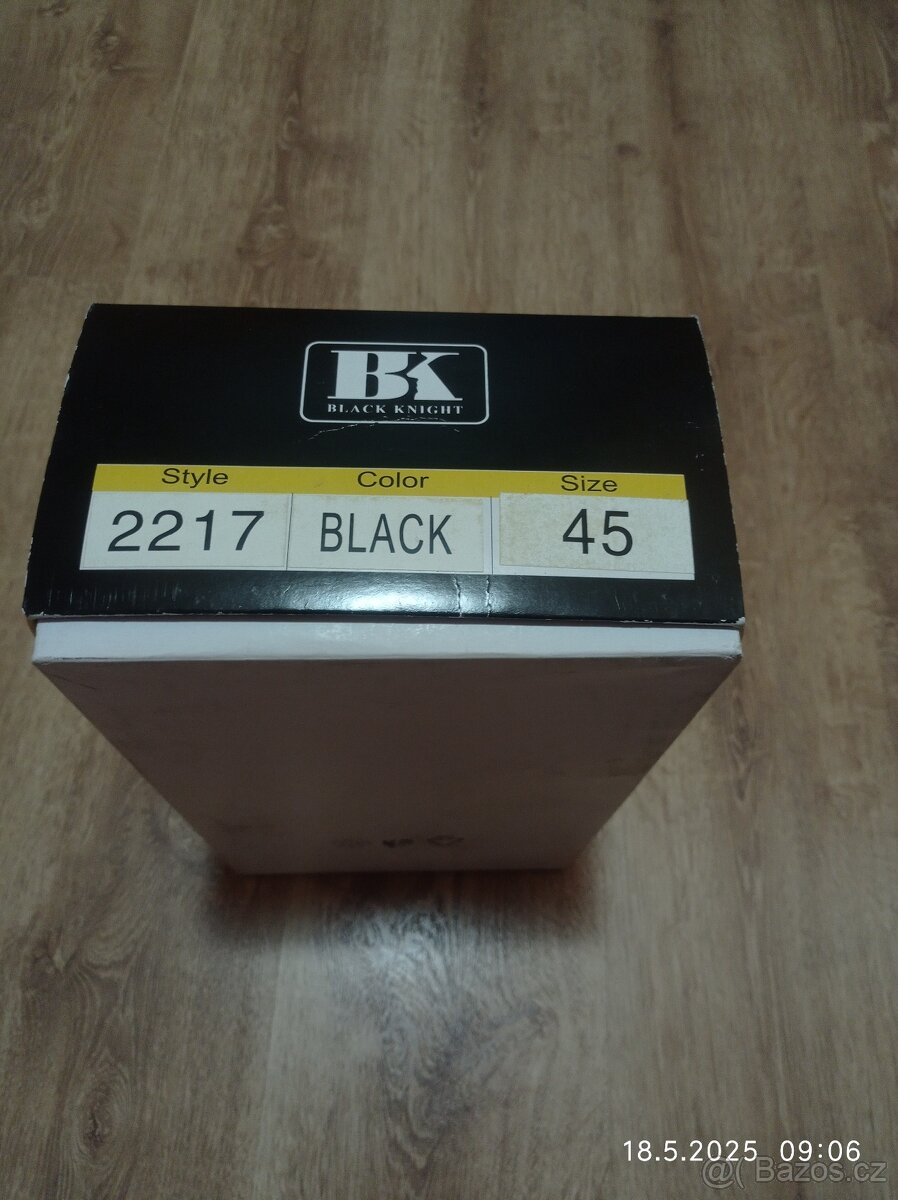 BK
BLACK KNIGHT
Style Color Size
2217 BLACK 45
18.5.2025 09:06
@( Bazos.cz